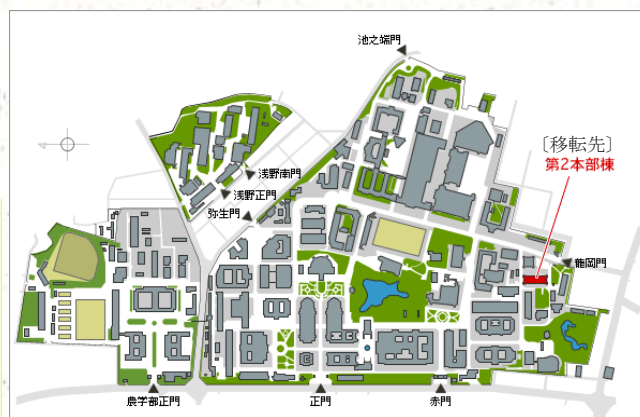 池之端門
〔移転先〕
第2本部棟
浅野南門
浅野正門
弥生門
龍岡門
農学部正門
正門
赤門